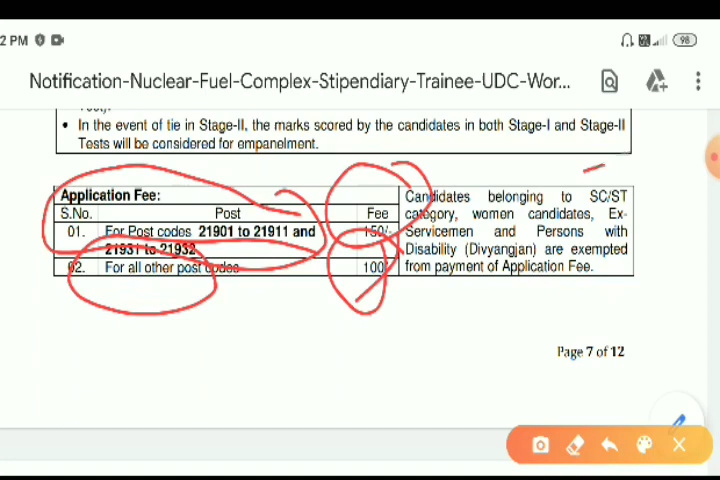 2 PM
98
Notification-Nuclear-Fuel-Complex-Stipendiary-Trainee-UDC-Wor...
• In the event of tie in Stage-II, the marks scored by the candidates in both Stage-I and Stage-II
Tests will be considered for empanelment.
Application Fee:
S.No. Post Fee
01. For Post codes 21901 to 21911 and 150/-
21931 to 21932
02. For all other post codes 100/
Candidates belonging to SC/ST
category, women candidates, Ex-
Servicemen and Persons with
Disability (Divyangjan) are exempted
from payment of Application Fee.
Page 7 of 12